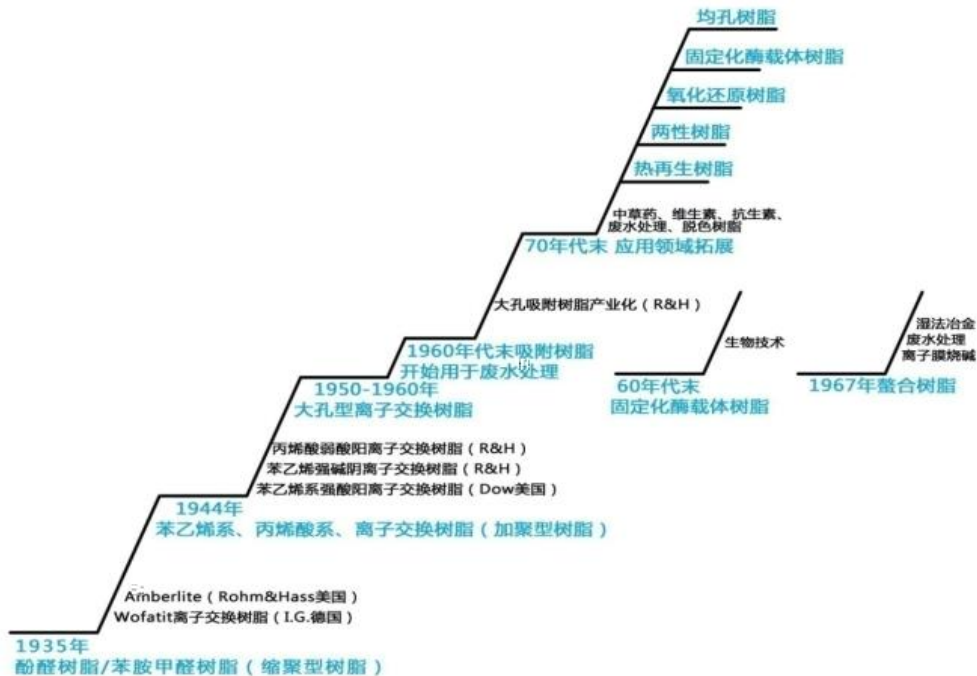 均孔树脂
固定化酶载体树脂
氧化还原树脂
两性树脂
热再生树脂
中草药、维生素、抗生素、
废水处理、脱色树脂
70年代末 应用领域拓展
大孔吸附树脂产业化（R&H）
1960年代末吸附树脂
开始用于废水处理
生物技术
60年代末
固定化酶载体树脂
湿法冶金
废水处理
离子膜烧碱
1967年螯合树脂
1950-1960年
大孔型离子交换树脂
丙烯酸弱酸阳离子交换树脂（R&H）
苯乙烯强碱阴离子交换树脂（R&H）
苯乙烯系强酸阳离子交换树脂（Dow美国）
1944年
苯乙烯系、丙烯酸系、离子交换树脂（加聚型树脂）
Amberlite（Rohm&Hass美国）
Wofatit离子交换树脂（I.G.德国）
1935年
酚醛树脂/苯胺甲醛树脂（缩聚型树脂）